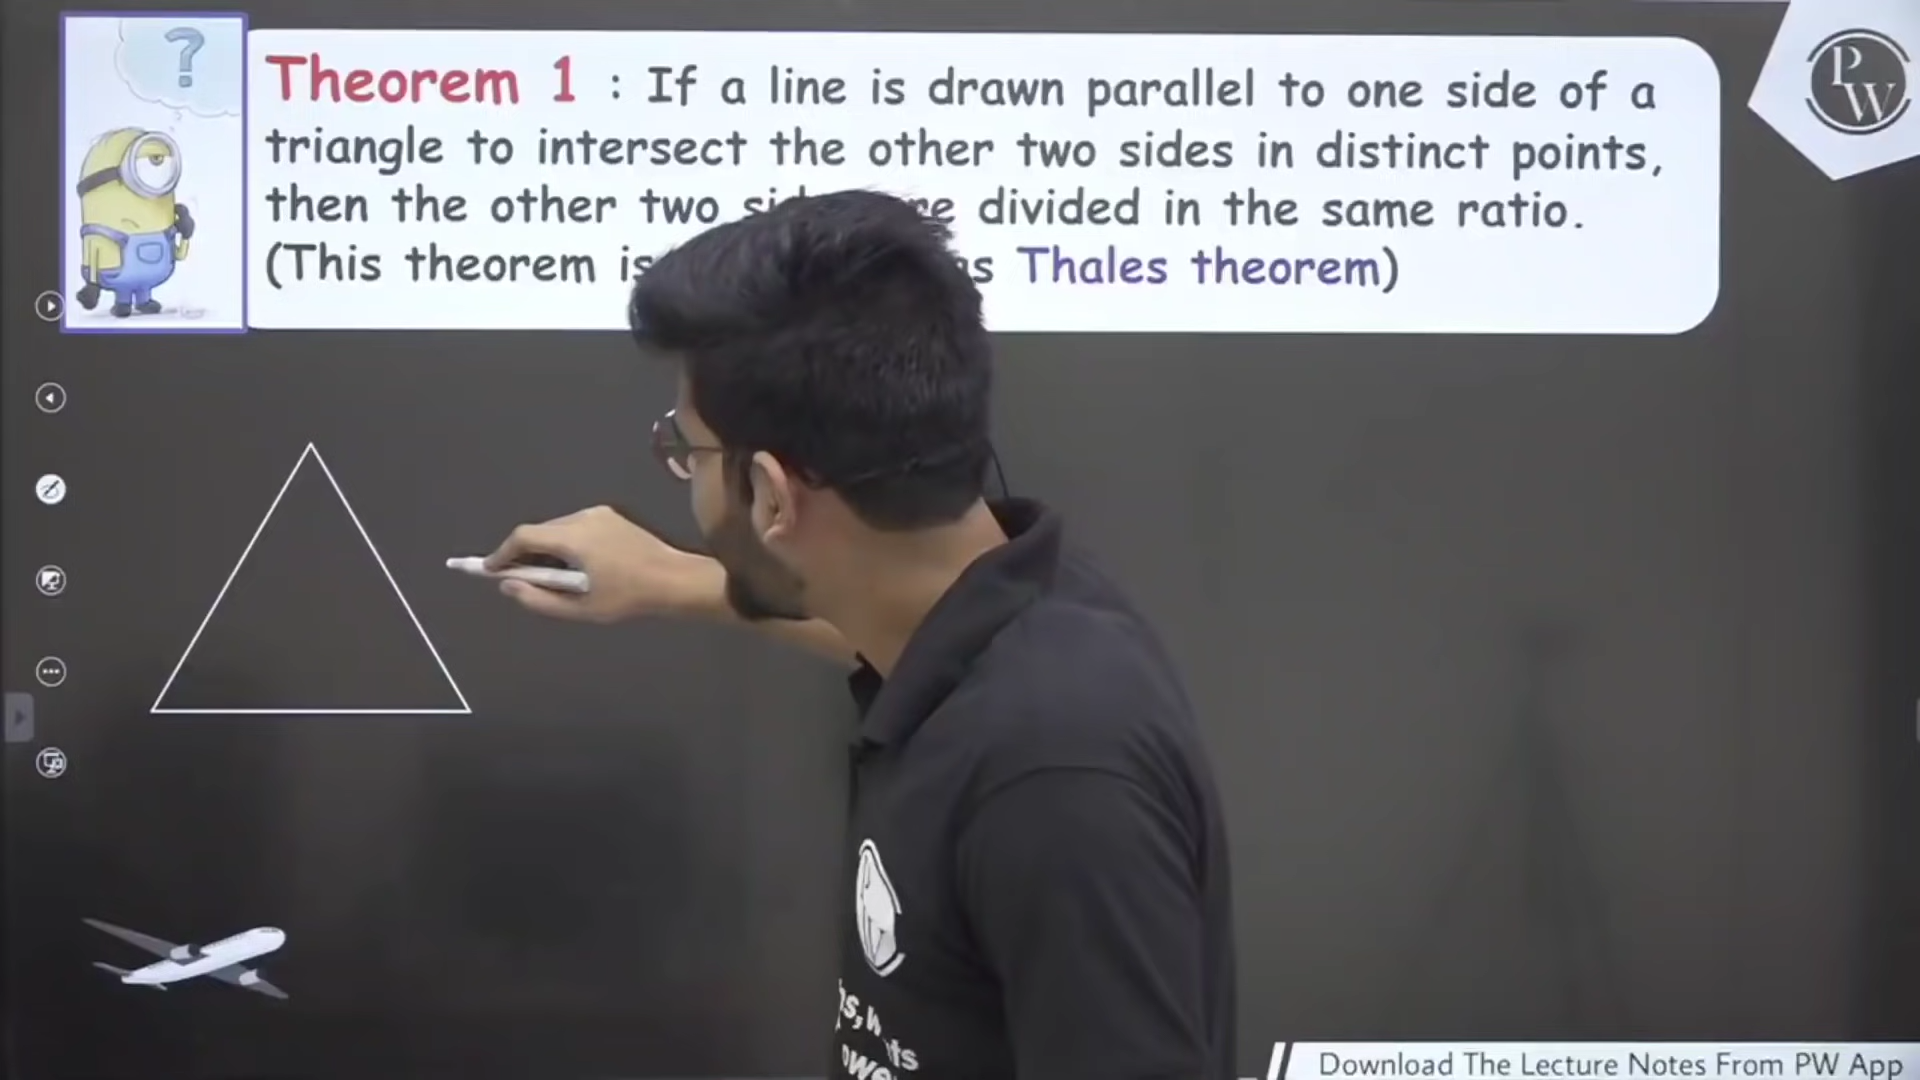 ?
Theorem 1 : If a line is drawn parallel to one side of a
triangle to intersect the other two sides in distinct points,
then the other two divided in the same ratio.
(This theorem is Thales theorem)
PW
Download The Lecture Notes From PW App